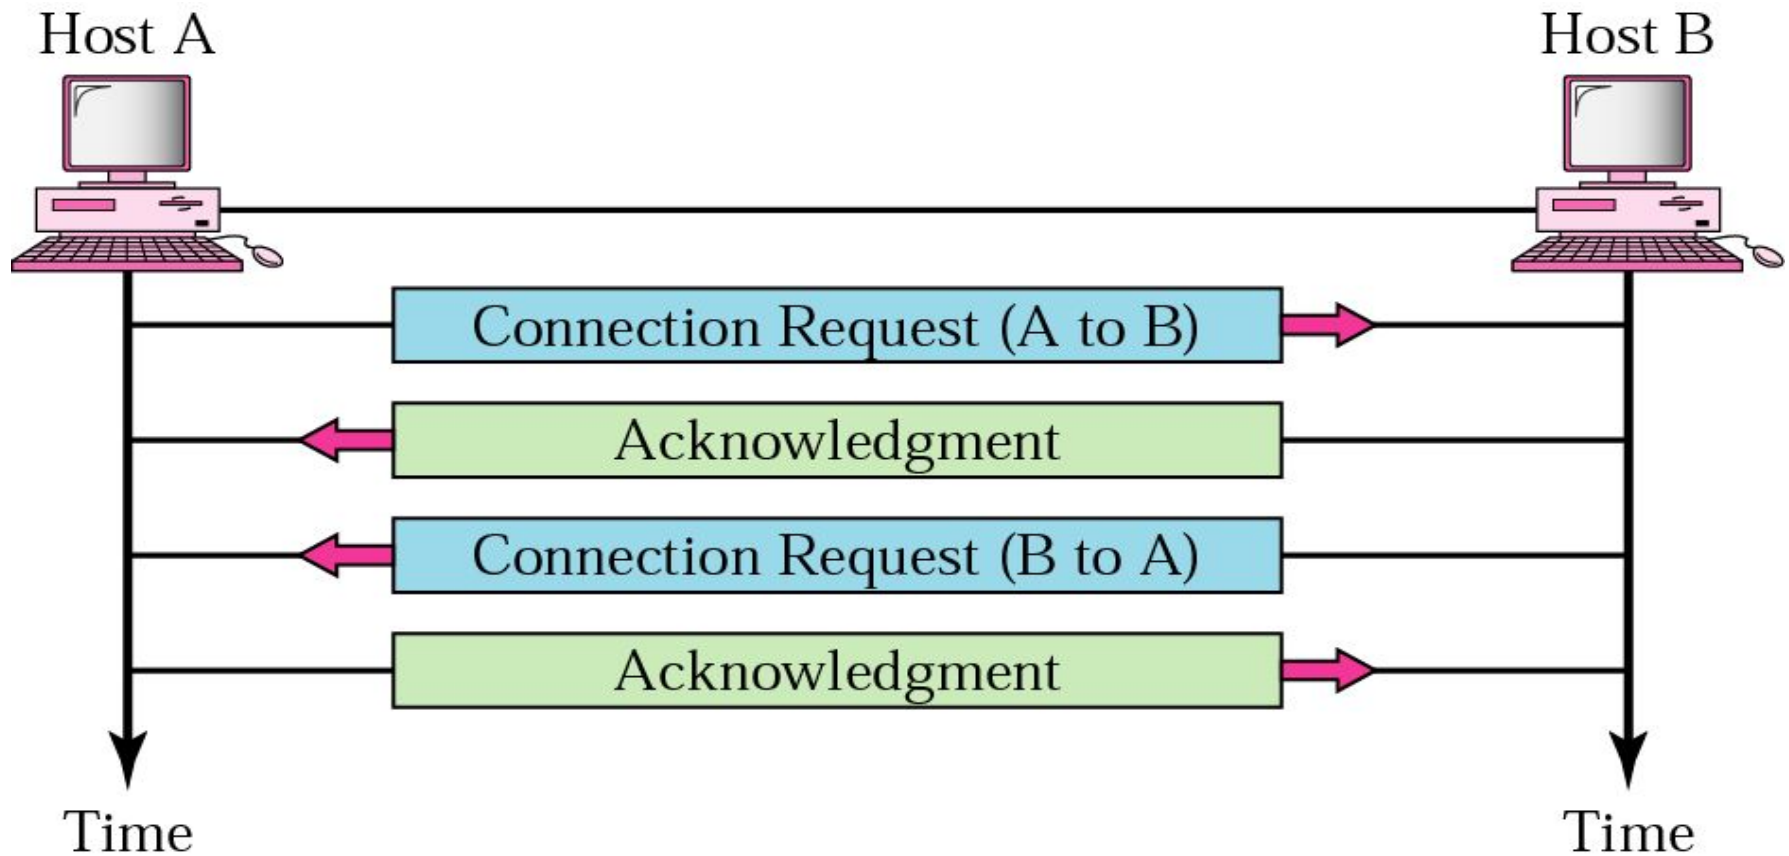 Host A
Host B
Connection Request (A to B)
Acknowledgment
Connection Request (B to A)
Acknowledgment
Time
Time